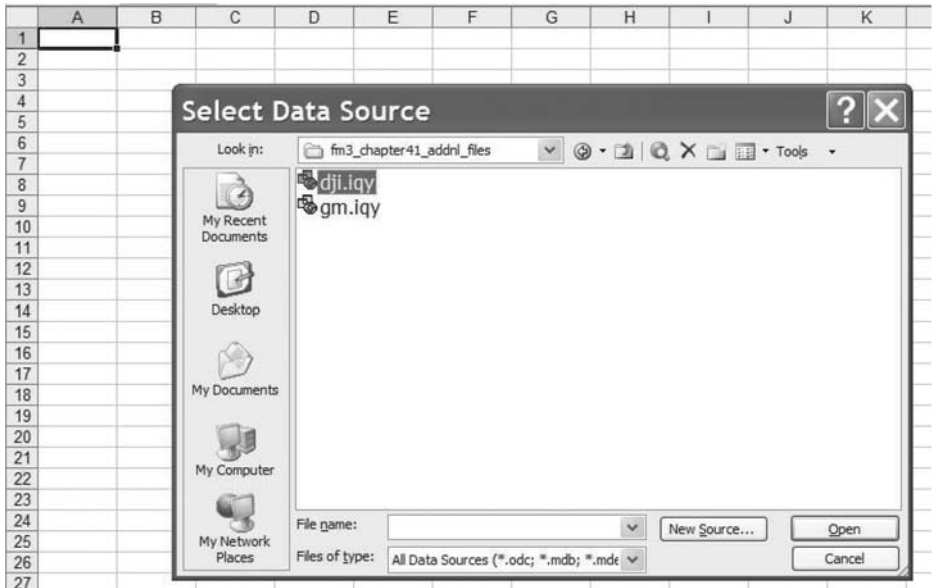 A B C D E F G H I J K
1
2
3
4
5
6
7
8
9
10
11
12
13
14
15
16
17
18
19
20
21
22
23
24
25
26
27
Select Data Source
Look in: fm3_chapter41_addnl_files Tools
dji.iqy
gm.iqy
My Recent
Documents
Desktop
My Documents
My Computer
My Network
Places
File name: New Source... Open
Files of type: All Data Sources (*.odc; *.mdb; *.mde Cancel